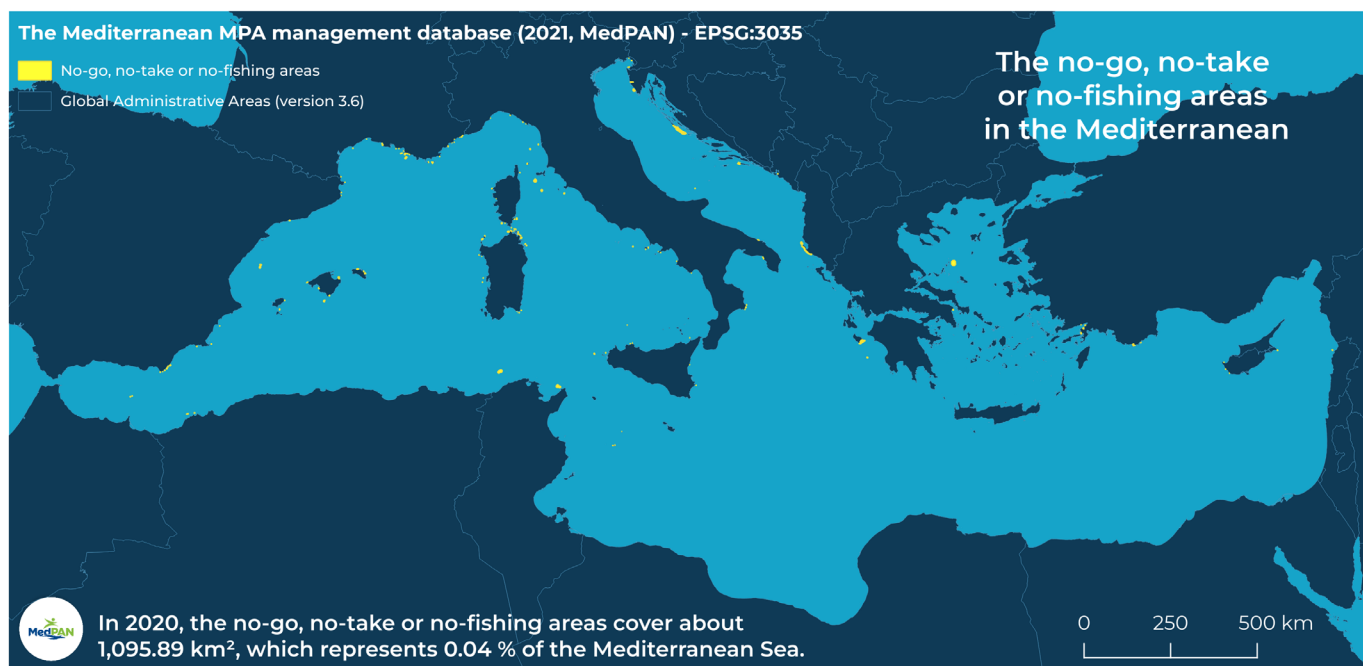 The Mediterranean MPA management database (2021, MedPAN) - EPSG:3035
No-go, no-take or no-fishing areas
Global Administrative Areas (version 3.6)
The no-go, no-take
or no-fishing areas
in the Mediterranean
MedPAN
In 2020, the no-go, no-take or no-fishing areas cover about
1,095.89 km², which represents 0.04 % of the Mediterranean Sea.
0 250 500 km